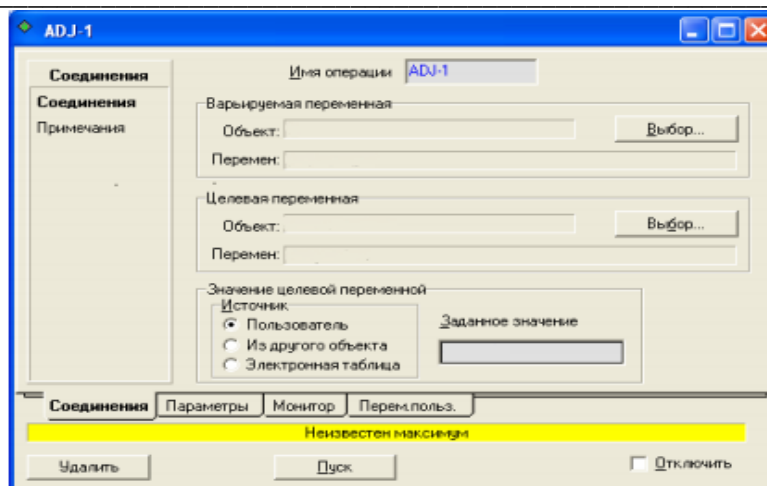 ADJ-1
Соединения
Имя операции ADJ-1
Соединения
Примечания
Варьируемая переменная
Объект: Выбор...
Перемен:
Целевая переменная
Объект: Выбор...
Перемен:
Значение целевой переменной
Источник
Пользователь
Из другого объекта
Электронная таблица
Заданное значение
Соединения Параметры Монитор Перем.польз.
Неизвестен максимум
Удалить Пуск Отключить